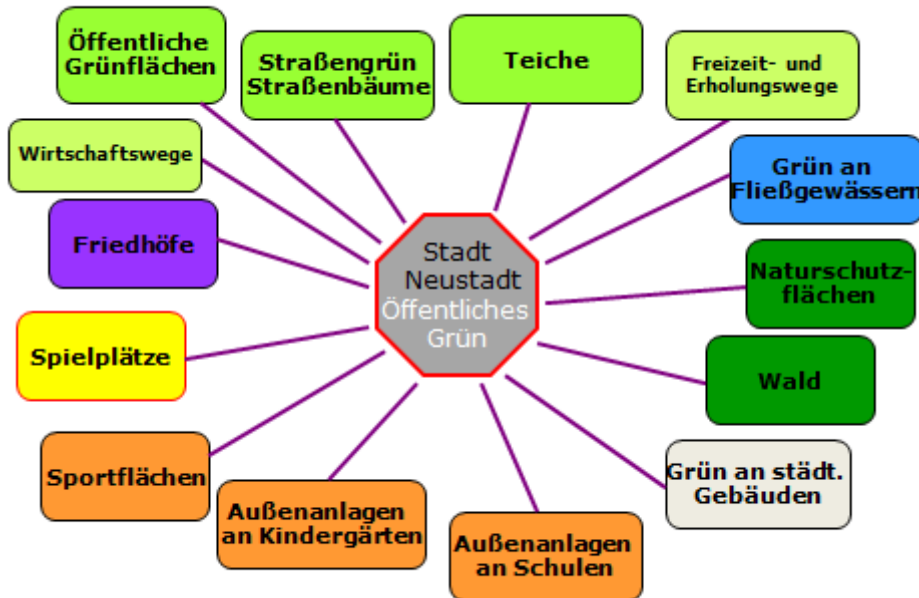 Öffentliche
Grünflächen
Straßengrün
Straßenbäume
Teiche
Freizeit- und
Erholungswege
Wirtschaftswege
Grün an
Fließgewässern
Friedhöfe
Stadt
Neustadt
Öffentliches
Grün
Naturschutz-
flächen
Spielplätze
Wald
Sportflächen
Grün an städt.
Gebäuden
Außenanlagen
an Kindergärten
Außenanlagen
an Schulen